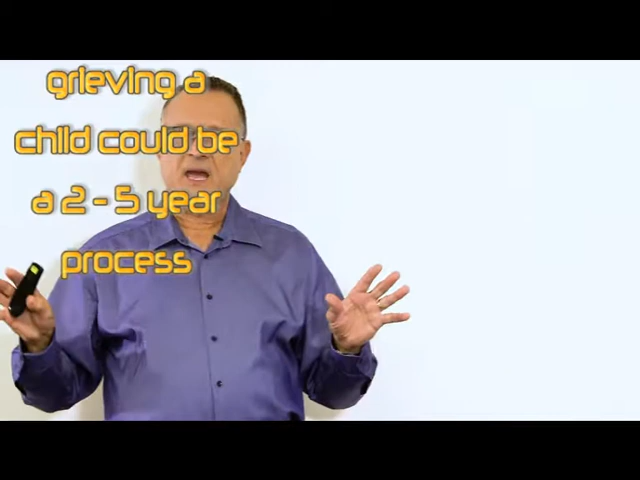 grieving a
child could be
a 2 - 5 year
process